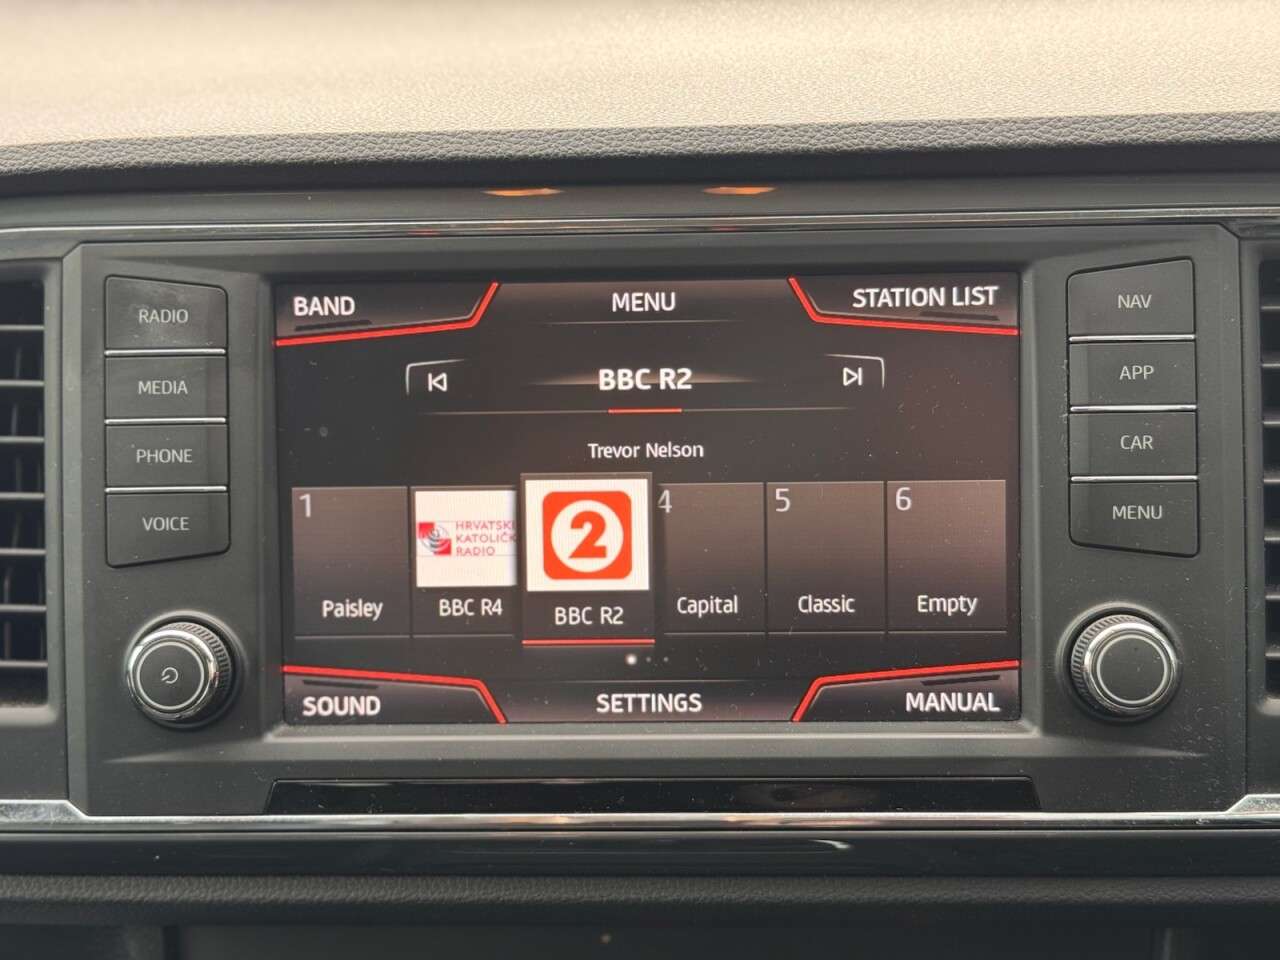 RADIO
MEDIA
PHONE
VOICE
BAND
MENU
STATION LIST
BBC R2
Trevor Nelson
1
Paisley
HRVATSKI
KATOLIČK
RADIO
BBC R4
2
BBC R2
4
Capital
5
Classic
6
Empty
SOUND
SETTINGS
MANUAL
NAV
APP
CAR
MENU